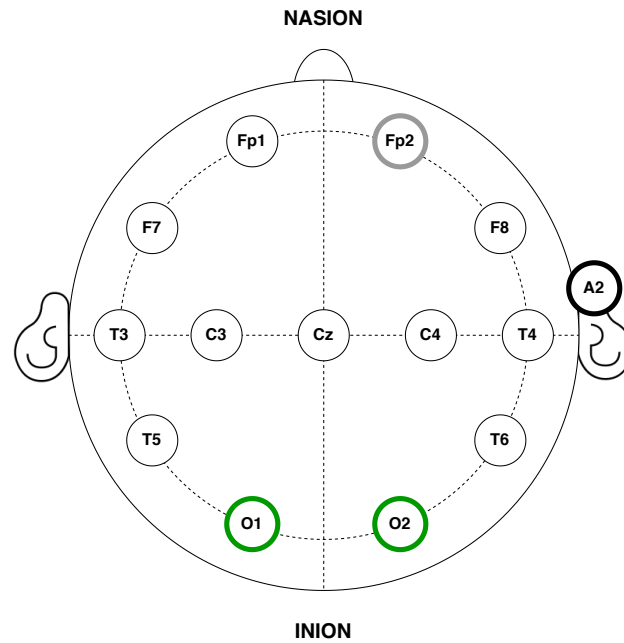 NASION
Fp1 Fp2
F7 F8
A2
T3 C3 Cz C4 T4
T5 T6
O1 O2
INION